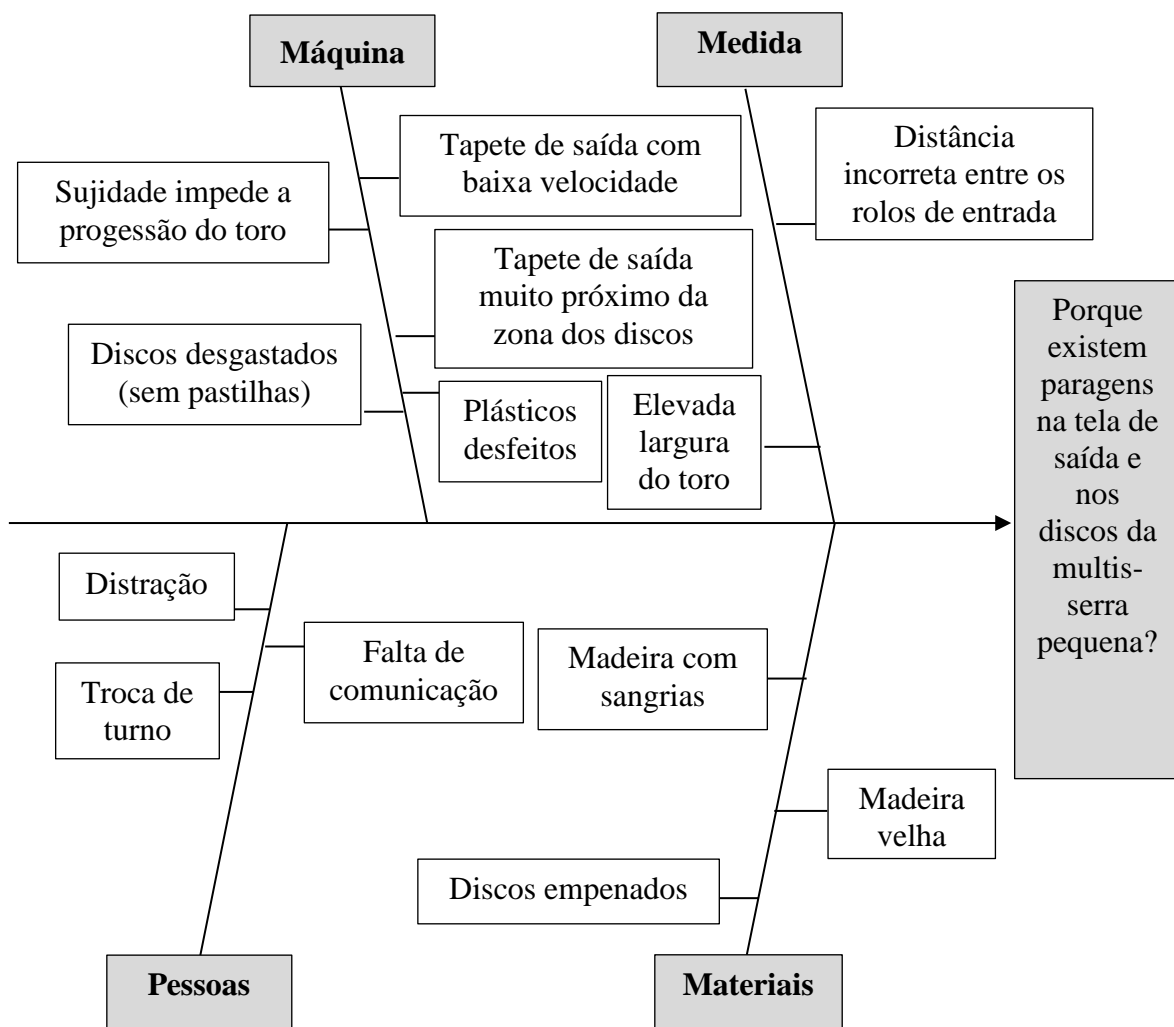 Máquina
Medida
Tapete de saída com
baixa velocidade
Distância
incorreta entre os
rolos de entrada
Sujidade impede a
progessão do toro
Tapete de saída
muito próximo da
zona dos discos
Discos desgastados
(sem pastilhas)
Plásticos
desfeitos
Elevada
largura
do toro
Porque
existem
paragens
na tela de
saída e
nos
discos da
multis-
serra
pequena?
Distração
Falta de
comunicação
Troca de
turno
Madeira com
sangrias
Madeira
velha
Discos empenados
Pessoas
Materiais